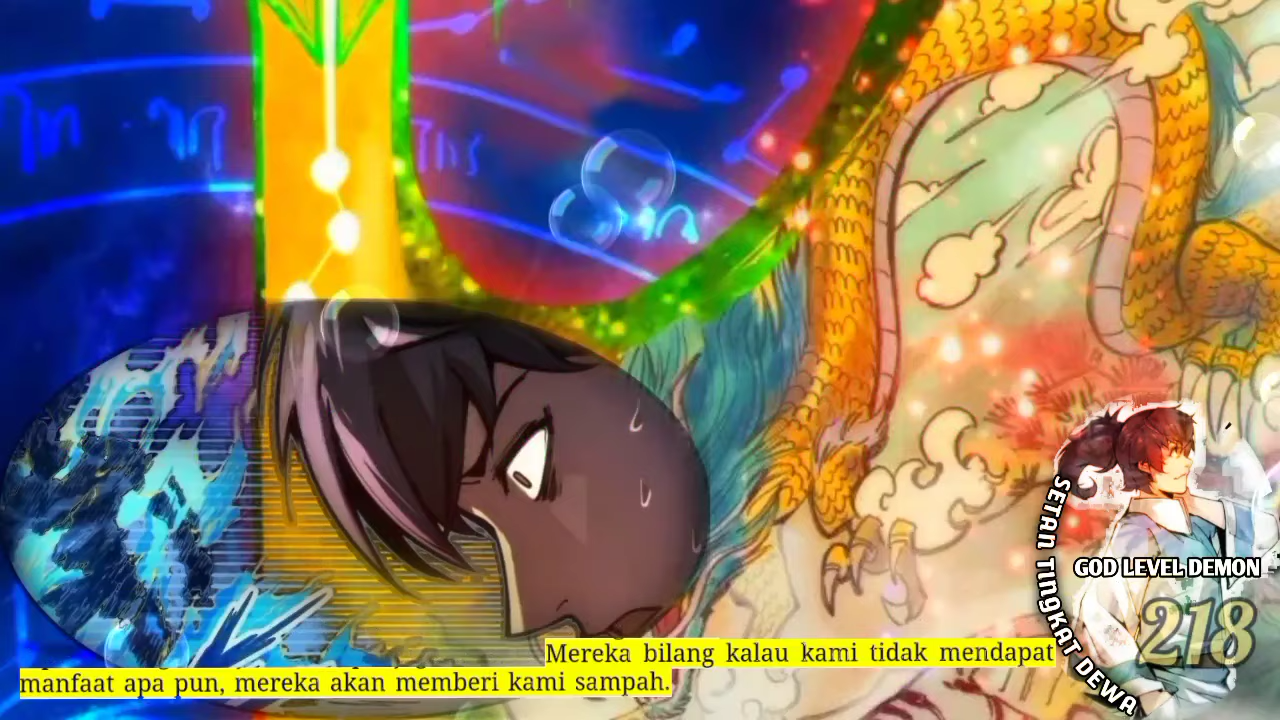 Mereka bilang kalau kami tidak mendapat
manfaat apa pun, mereka akan memberi kami sampah.
SETAN TINGKAT DEWA
GOD LEVEL DEMON
218